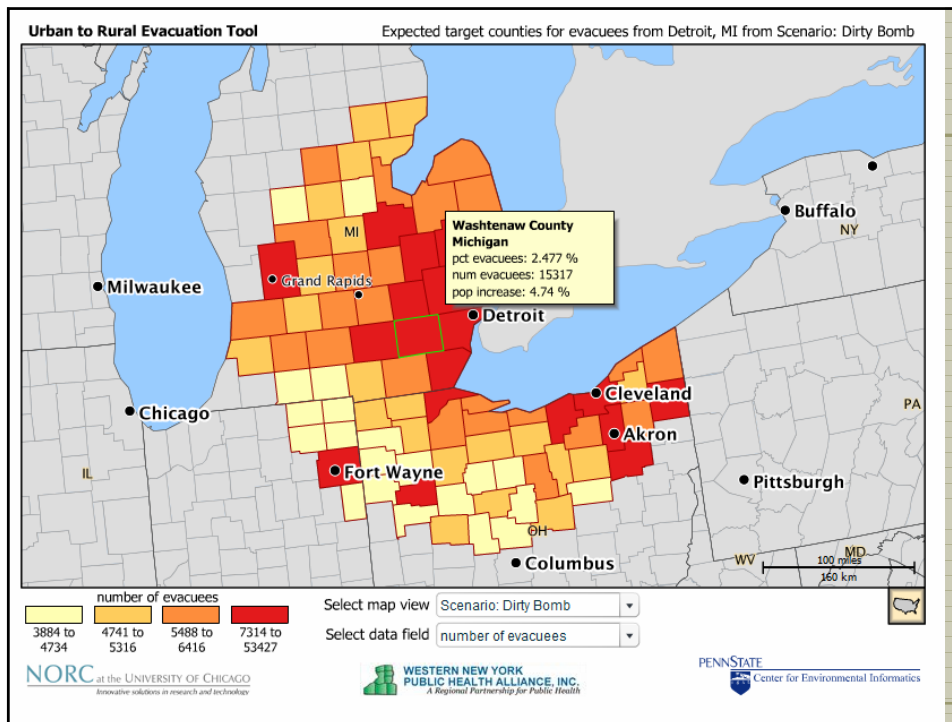 Urban to Rural Evacuation Tool
Expected target counties for evacuees from Detroit, MI from Scenario: Dirty Bomb
Buffalo
NY
Washtenaw County
Michigan
pct evacuees: 2.477 %
num evacuees: 15317
pop increase: 4.74 %
MI
Grand Rapids
Milwaukee
Detroit
Cleveland
Chicago
PA
Akron
Fort Wayne
IL
Pittsburgh
OH
Columbus
WV
MD
100 miles
160 km
number of evacuees
3884 to
4734
4741 to
5316
5488 to
6416
7314 to
53427
Select map view
Scenario: Dirty Bomb
Select data field
number of evacuees
NORC at the UNIVERSITY OF CHICAGO
Innovative solutions in research and technology
WESTERN NEW YORK
PUBLIC HEALTH ALLIANCE, INC.
A Regional Partnership for Public Health
PENNSTATE
Center for Environmental Informatics